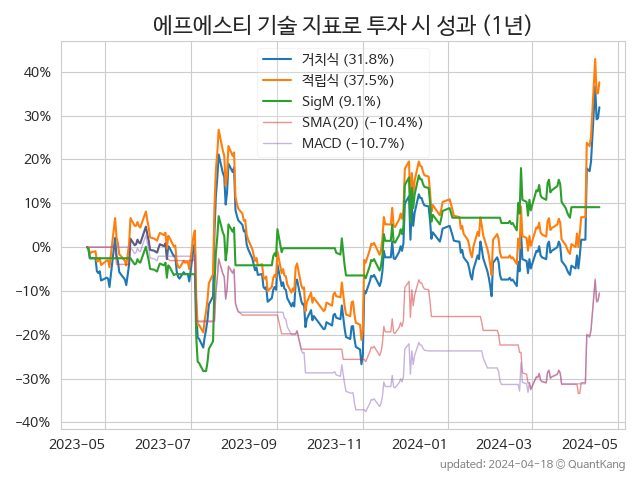 에프에스티 기술 지표로 투자 시 성과 (1년)
거치식 (31.8%)
적립식 (37.5%)
SigM (9.1%)
SMA(20) (−10.4%)
MACD (−10.7%)
40%
30%
20%
10%
0%
−10%
−20%
−30%
−40%
2023-05 2023-07 2023-09 2023-11 2024-01 2024-03 2024-05
updated: 2024-04-18 @ QuantKang